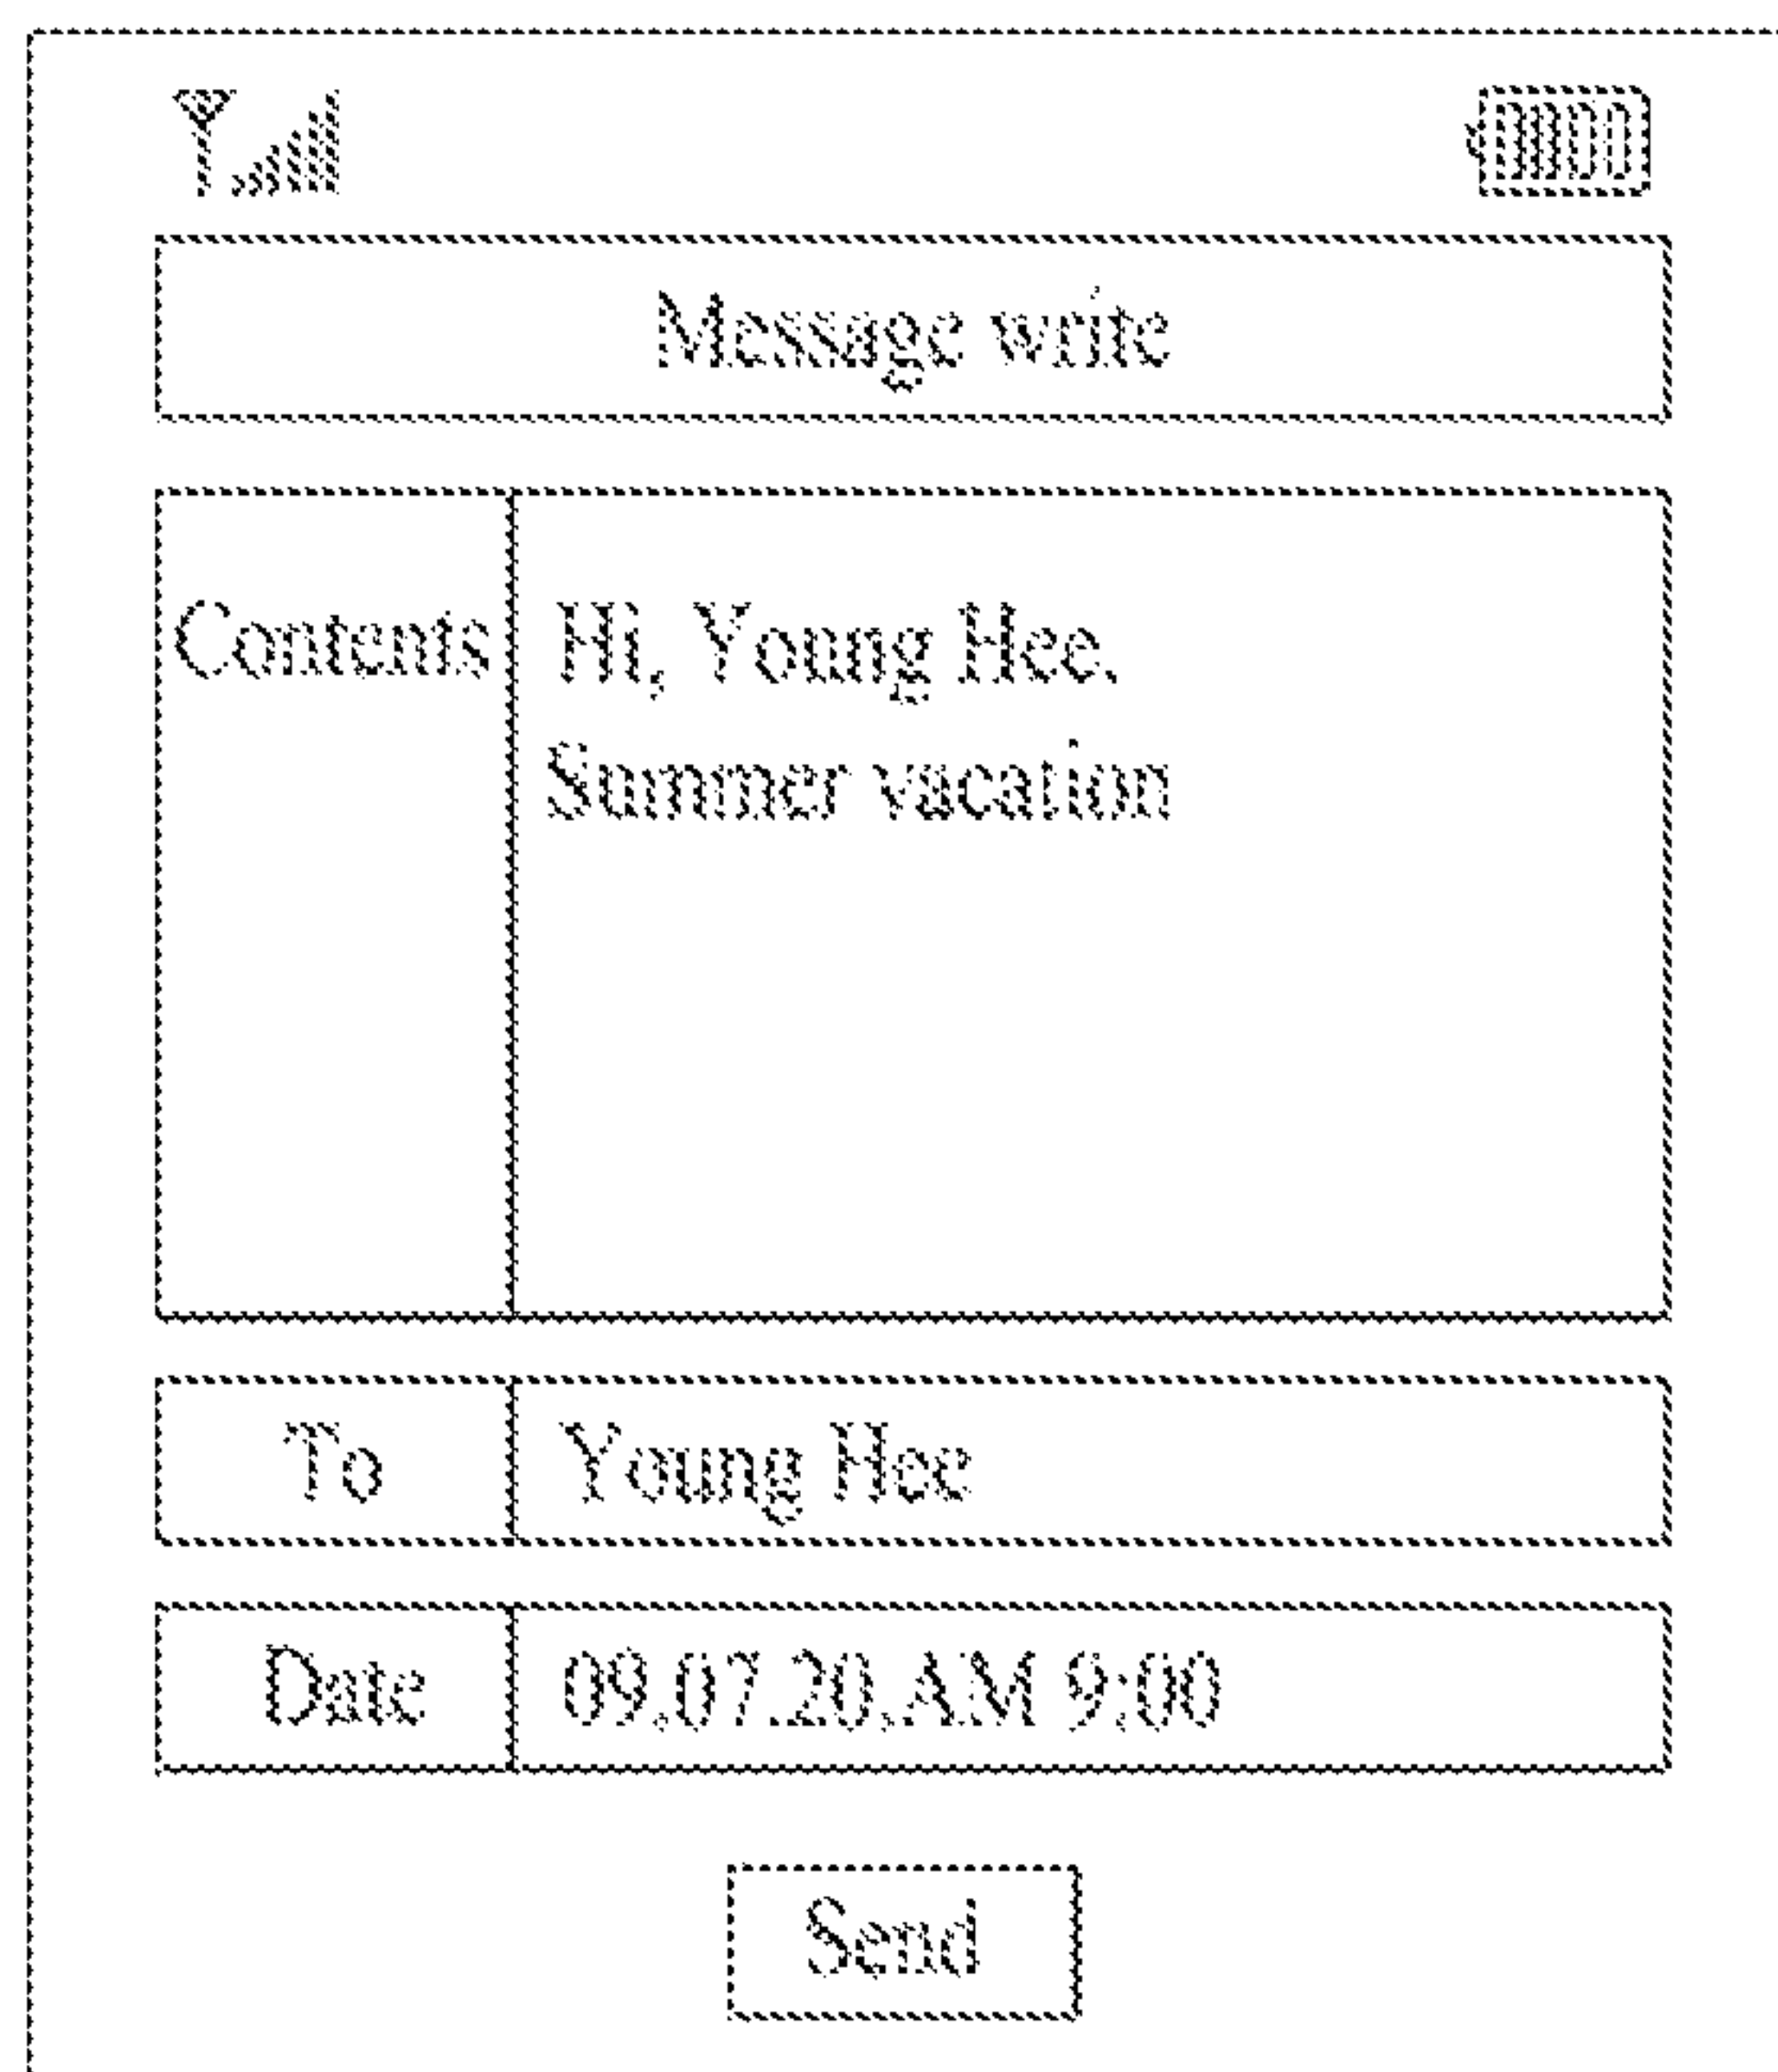 Message write
Contents
Hi, Young Hee.
Summer vacation
To
Young Hee
Date
09.07.20.AM 9:00
Send